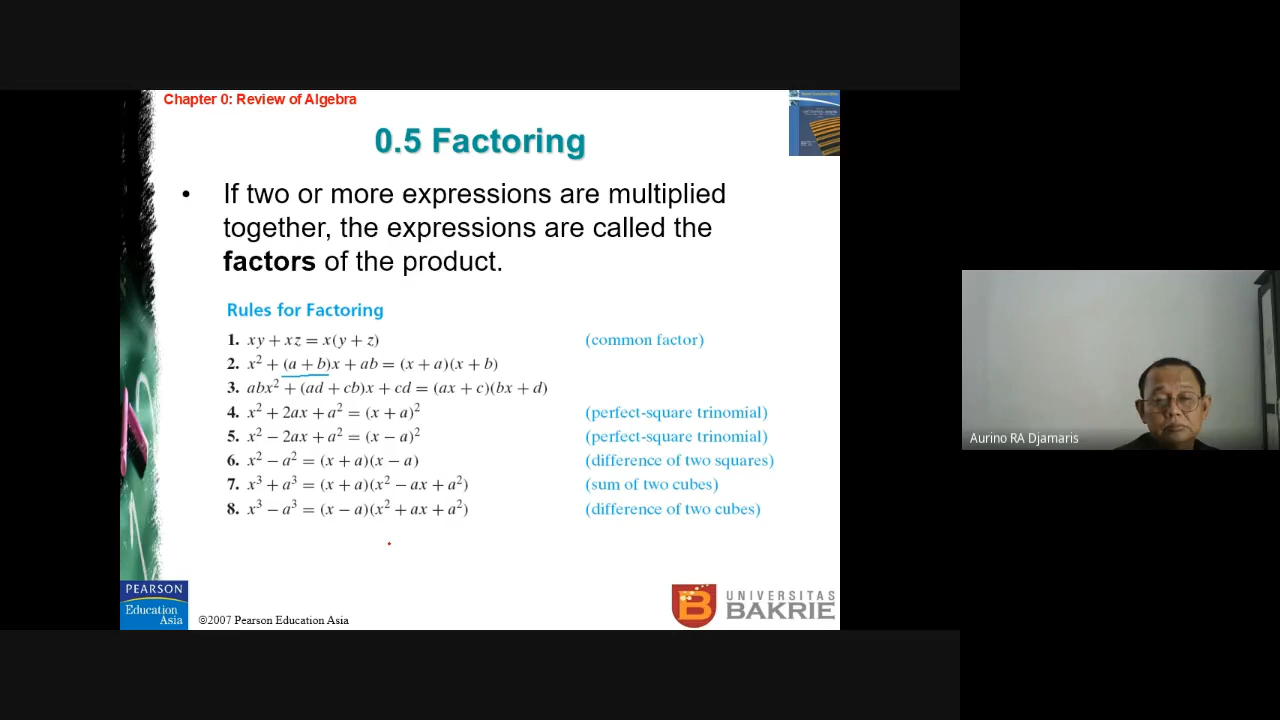 Chapter 0: Review of Algebra
0.5 Factoring
• If two or more expressions are multiplied
together, the expressions are called the
factors of the product.
Rules for Factoring
1. xy + xz = x(y + z) (common factor)
2. x² + (a + b)x + ab = (x + a)(x + b)
3. abx² + (ad + cb)x + cd = (ax + c)(bx + d)
4. x² + 2ax + a² = (x + a)² (perfect-square trinomial)
5. x² − 2ax + a² = (x − a)² (perfect-square trinomial)
6. x² − a² = (x + a)(x − a) (difference of two squares)
7. x³ + a³ = (x + a)(x² − ax + a²) (sum of two cubes)
8. x³ − a³ = (x − a)(x² + ax + a²) (difference of two cubes)
PEARSON
Education
Asia
©2007 Pearson Education Asia
UNIVERSITAS
BAKRIE
Aurino RA Djamaris